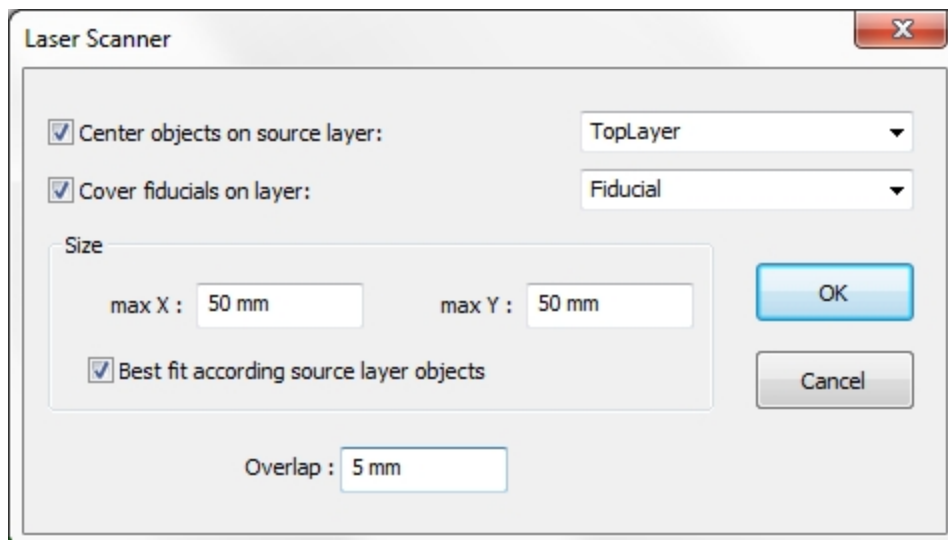 Laser Scanner
Center objects on source layer: TopLayer
Cover fiducials on layer: Fiducial
Size
max X : 50 mm max Y : 50 mm
OK
Best fit according source layer objects
Cancel
Overlap : 5 mm